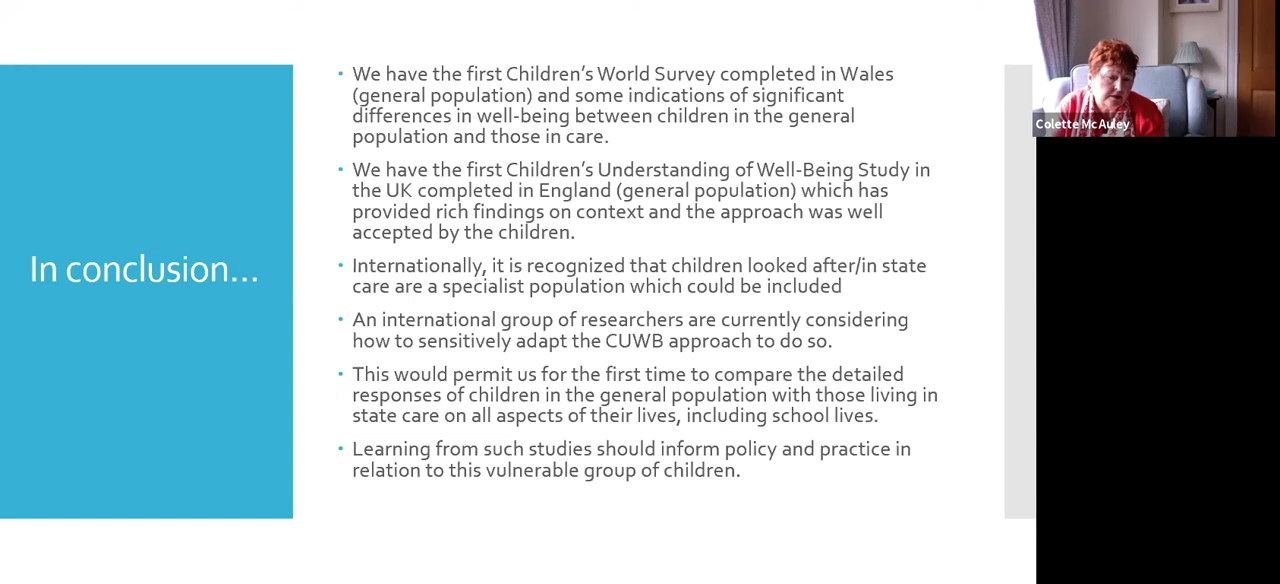 In conclusion...
• We have the first Children's World Survey completed in Wales
(general population) and some indications of significant
differences in well-being between children in the general
population and those in care.
• We have the first Children's Understanding of Well-Being Study in
the UK completed in England (general population) which has
provided rich findings on context and the approach was well
accepted by the children.
• Internationally, it is recognized that children looked after/in state
care are a specialist population which could be included
• An international group of researchers are currently considering
how to sensitively adapt the CUWB approach to do so.
• This would permit us for the first time to compare the detailed
responses of children in the general population with those living in
state care on all aspects of their lives, including school lives.
• Learning from such studies should inform policy and practice in
relation to this vulnerable group of children.
Colette McAuley